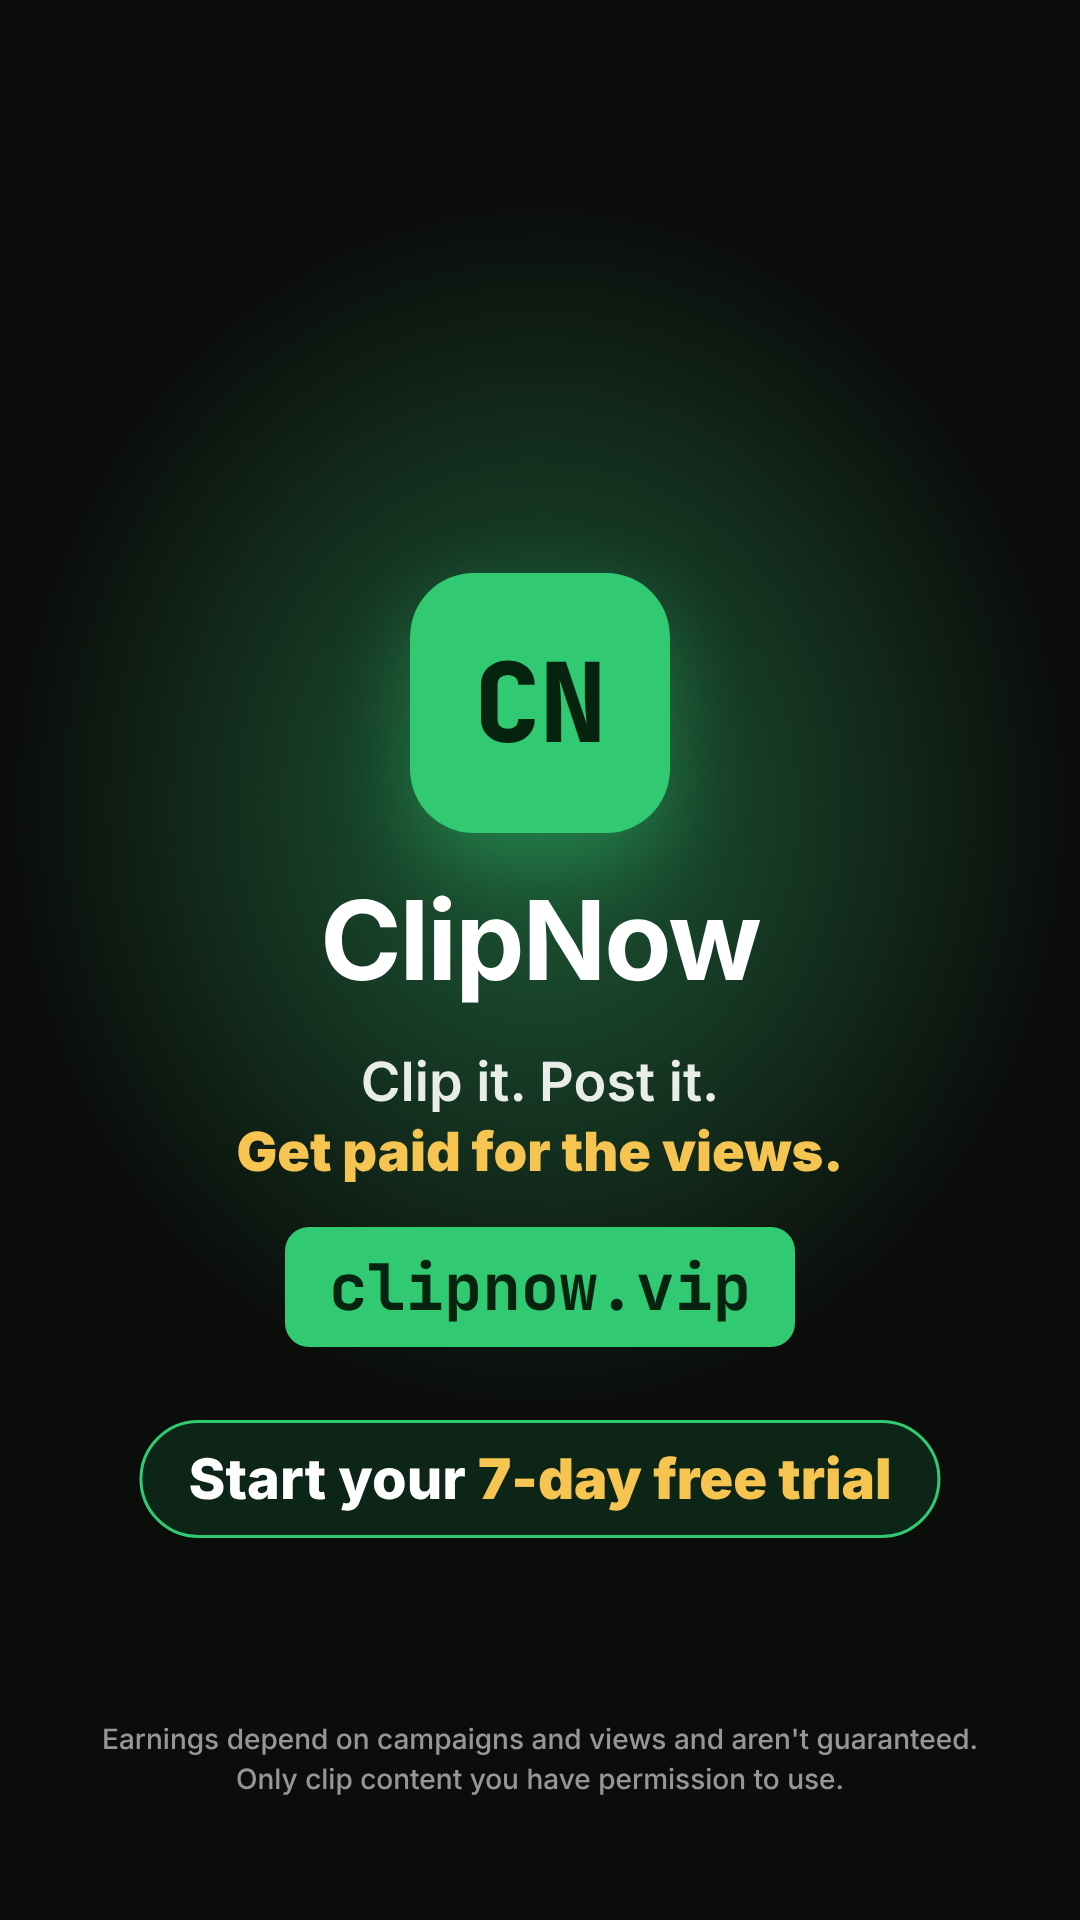 CN
ClipNow
Clip it. Post it.
Get paid for the views.
clipnow.vip
Start your 7-day free trial
Earnings depend on campaigns and views and aren't guaranteed.
Only clip content you have permission to use.